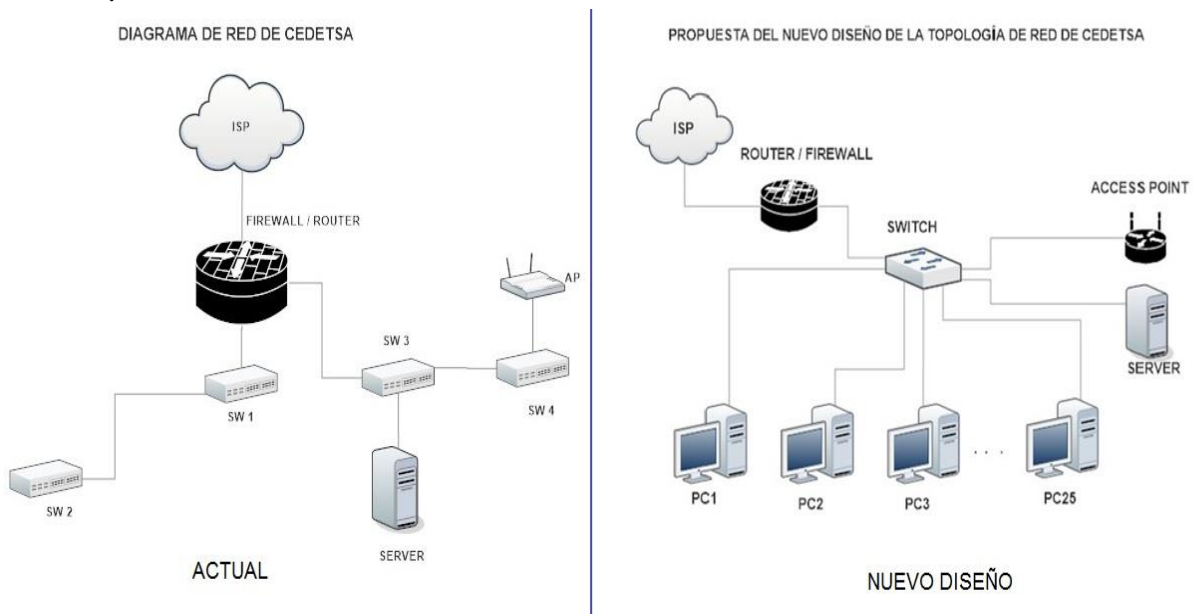 DIAGRAMA DE RED DE CEDETSA
ISP
FIREWALL / ROUTER
AP
SW 3
SW 1
SW 4
SW 2
SERVER
ACTUAL
PROPUESTA DEL NUEVO DISEÑO DE LA TOPOLOGÍA DE RED DE CEDETSA
ISP
ROUTER / FIREWALL
ACCESS POINT
SWITCH
SERVER
PC1
PC2
PC3
. . .
PC25
NUEVO DISEÑO